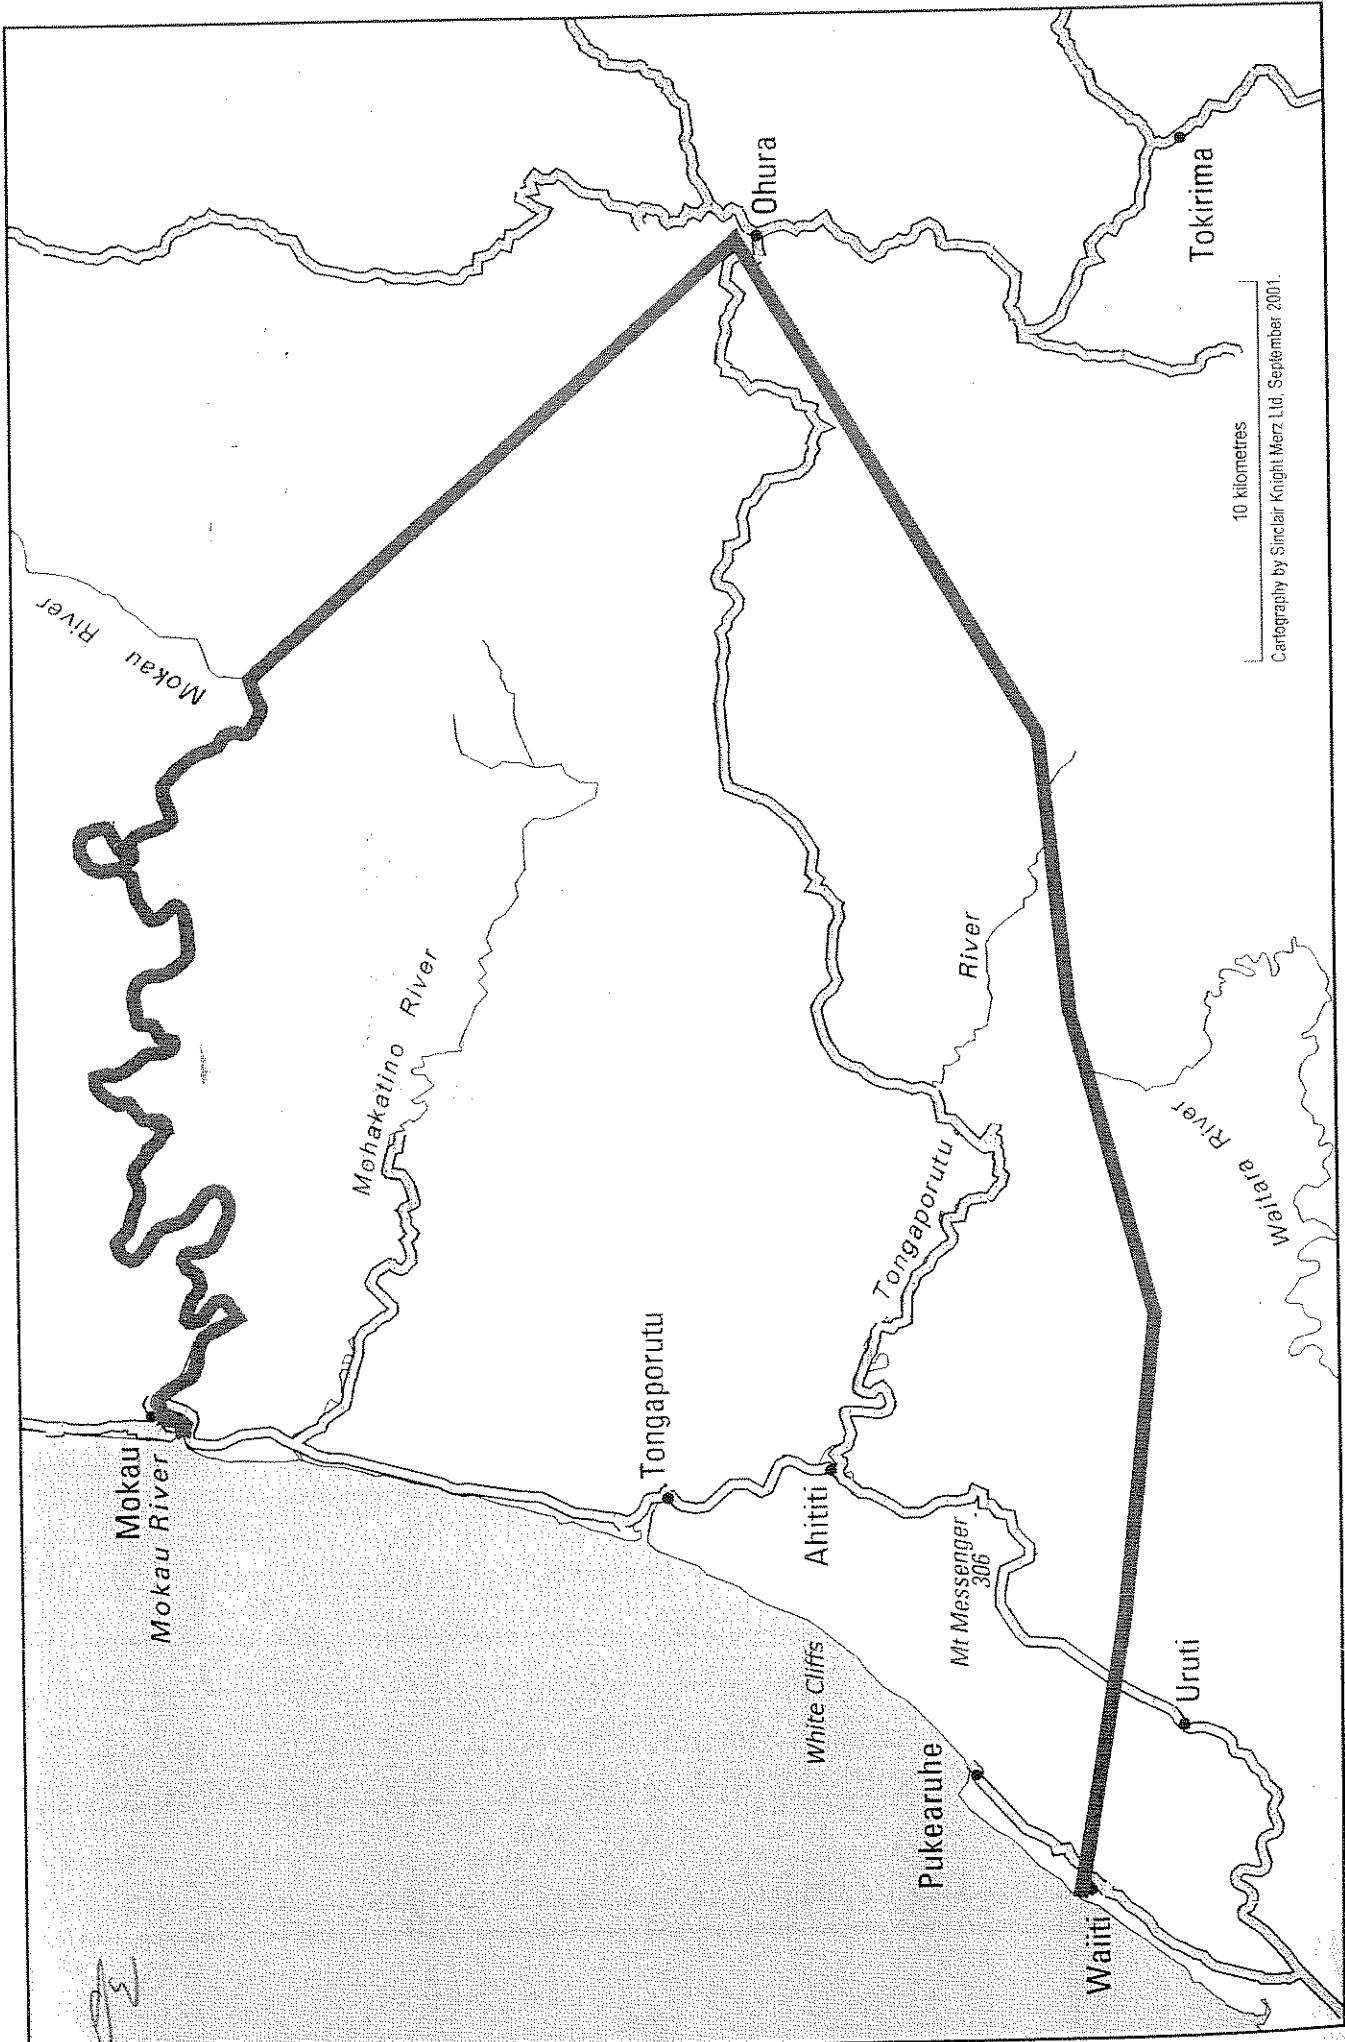 Mokau
Mokau River
Mokau River
Mohakatino River
Tongaporutu
Ahititi
Tongaporutu
River
White Cliffs
Mt Messenger
306
Pukearuhe
Waiiti
Uruti
Waitara River
Ohura
Tokirima
10 kilometres
Cartography by Sinclair Knight Merz Ltd, September 2001.